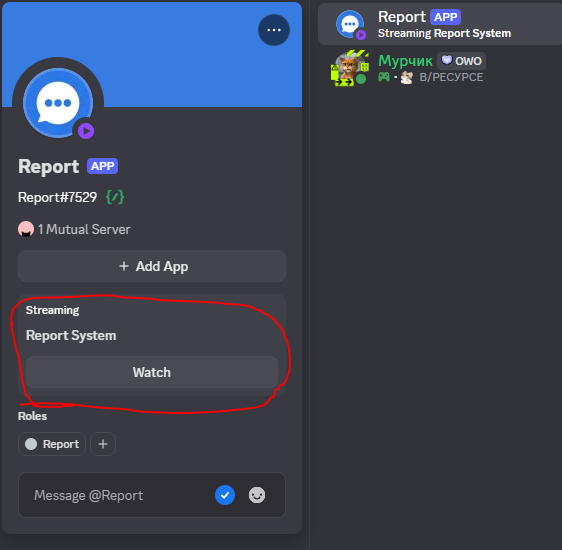 Report APP
Report#7529 {/}
1 Mutual Server
+ Add App
Streaming
Report System
Watch
Roles
Report +
Message @Report
Report APP
Streaming Report System
Мурчик OWO
В/РЕСУРСЕ